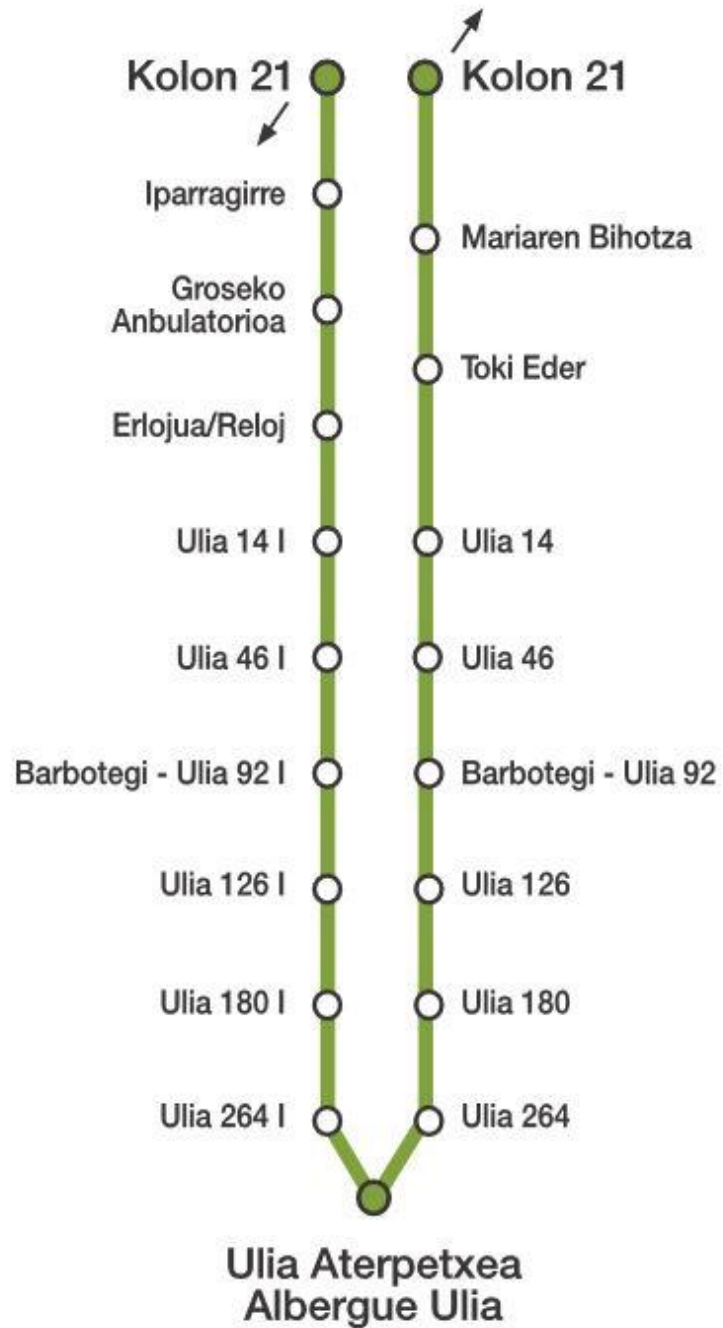 Kolon 21
Iparragirre
Groseko
Anbulatorioa
Erlojua/Reloj
Ulia 14 I
Ulia 46 I
Barbotegi - Ulia 92 I
Ulia 126 I
Ulia 180 I
Ulia 264 I
Kolon 21
Mariaren Bihotza
Toki Eder
Ulia 14
Ulia 46
Barbotegi - Ulia 92
Ulia 126
Ulia 180
Ulia 264
Ulia Aterpetxea
Albergue Ulia